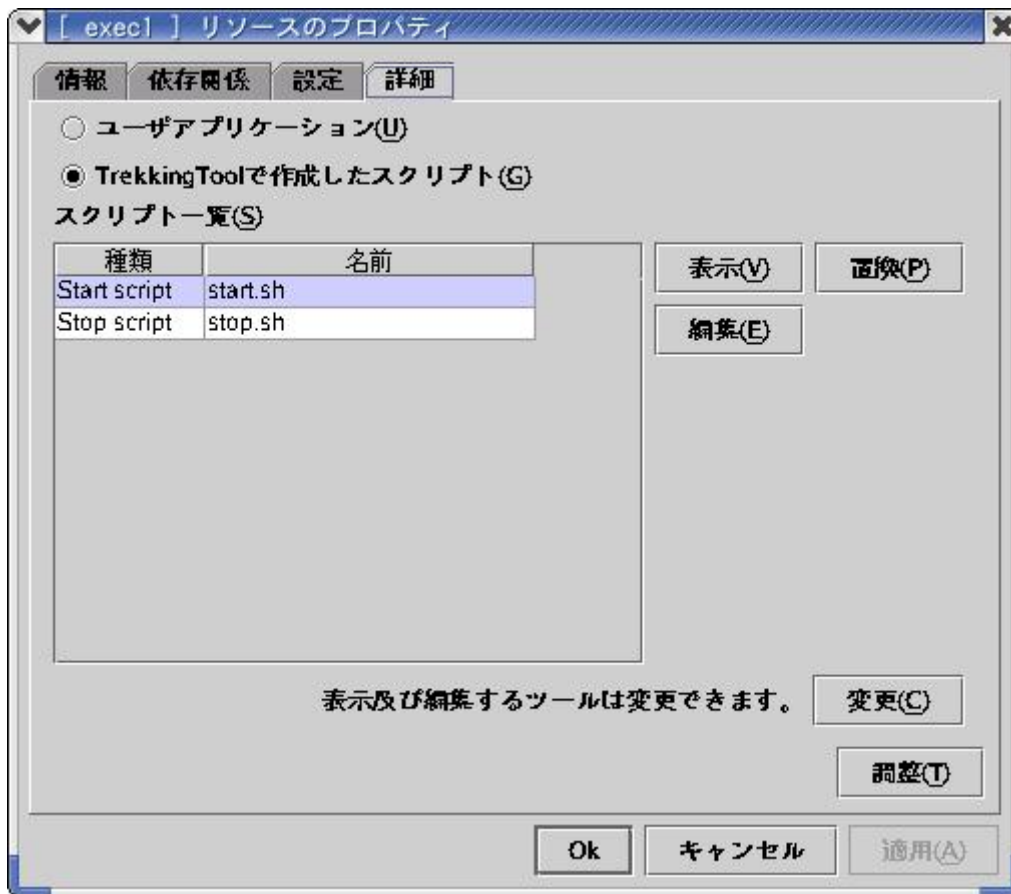 [ exec1 ] リソースのプロパティ
情報 依存関係 設定 詳細
ユーザアプリケーション(U)
TrekkingToolで作成したスクリプト(G)
スクリプト一覧(S)
種類 名前
Start script start.sh
Stop script stop.sh
表示(V) 置換(P)
編集(E)
表示及び編集するツールは変更できます。 変更(C)
調整(T)
Ok キャンセル 適用(A)